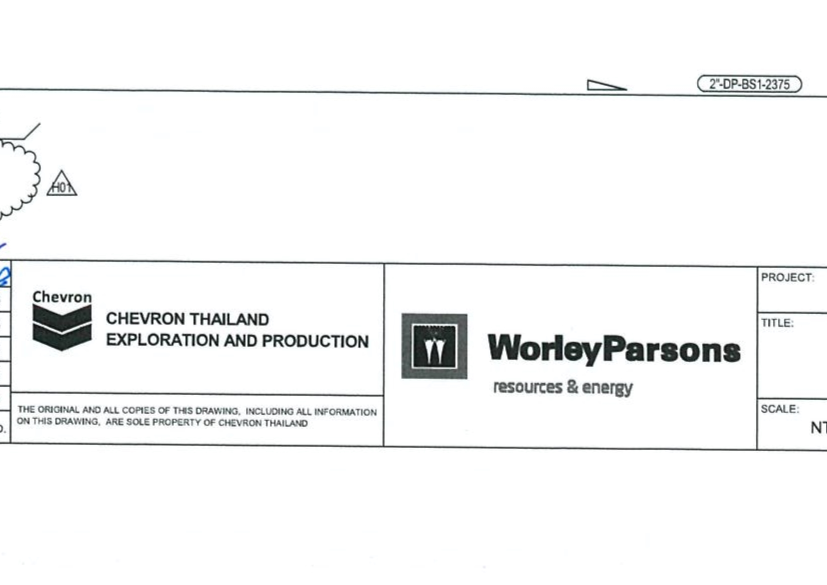 2"-DP-BS1-2375
H01
Chevron
CHEVRON THAILAND
EXPLORATION AND PRODUCTION
THE ORIGINAL AND ALL COPIES OF THIS DRAWING, INCLUDING ALL INFORMATION
ON THIS DRAWING, ARE SOLE PROPERTY OF CHEVRON THAILAND
WorleyParsons
resources & energy
PROJECT:
TITLE:
SCALE:
NT